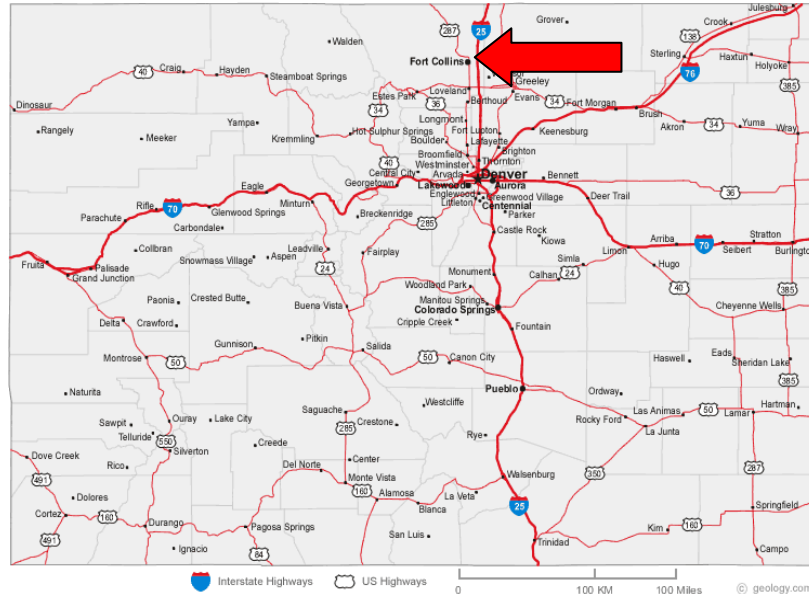 Julesburg
Grover
Crook
138
25
287
Walden
Sterling
Haxtun
Holyoke
Fort Collins
76
Craig
Hayden
40
Steamboat Springs
Greeley
385
Loveland
Estes Park
Evans
34
Fort Morgan
Dinosaur
34
36
Berthoud
Brush
Yuma
Rangely
Yampa
Longmont
Akron
34
Wray
Meeker
Hot Sulphur Springs
Fort Lupton
Keenesburg
Kremmling
Boulder
Lafayette
Brighton
Broomfield
Thornton
Westminster
40
Central City
Arvada
Denver
Bennett
Georgetown
Lakewood
Aurora
36
Eagle
Englewood
Greenwood Village
Deer Trail
Rifle
70
Minturn
Littleton
Centennial
Parachute
Glenwood Springs
Breckenridge
Parker
285
Carbondale
Castle Rock
Kiowa
Arriba
Stratton
Collbran
Leadville
Fairplay
Simla
Limon
70
Seibert
Burlington
Fruita
Snowmass Village
Aspen
24
Palisade
Monument
Calhan
24
Hugo
Grand Junction
Woodland Park
40
385
Paonia
Crested Butte
Buena Vista
Manitou Springs
Colorado Springs
Cheyenne Wells
Delta
Crawford
Cripple Creek
Fountain
Gunnison
Pitkin
Salida
Montrose
50
50
Canon City
Haswell
Eads
Sheridan Lake
385
Naturita
Pueblo
Ordway
Westcliffe
Hartman
Sawpit
Ouray
Lake City
Saguache
Las Animas
50
Lamar
Telluride
550
285
Crestone
Rocky Ford
La Junta
Silverton
Creede
Rye
Dove Creek
Rico
Center
287
491
Del Norte
Monte Vista
Walsenburg
350
Dolores
160
Alamosa
La Veta
25
Springfield
Cortez
160
Durango
Blanca
Pagosa Springs
Kim
160
491
San Luis
Trinidad
Ignacio
84
Campo
Interstate Highways
US Highways
0
100 KM
100 Miles
© geology.com